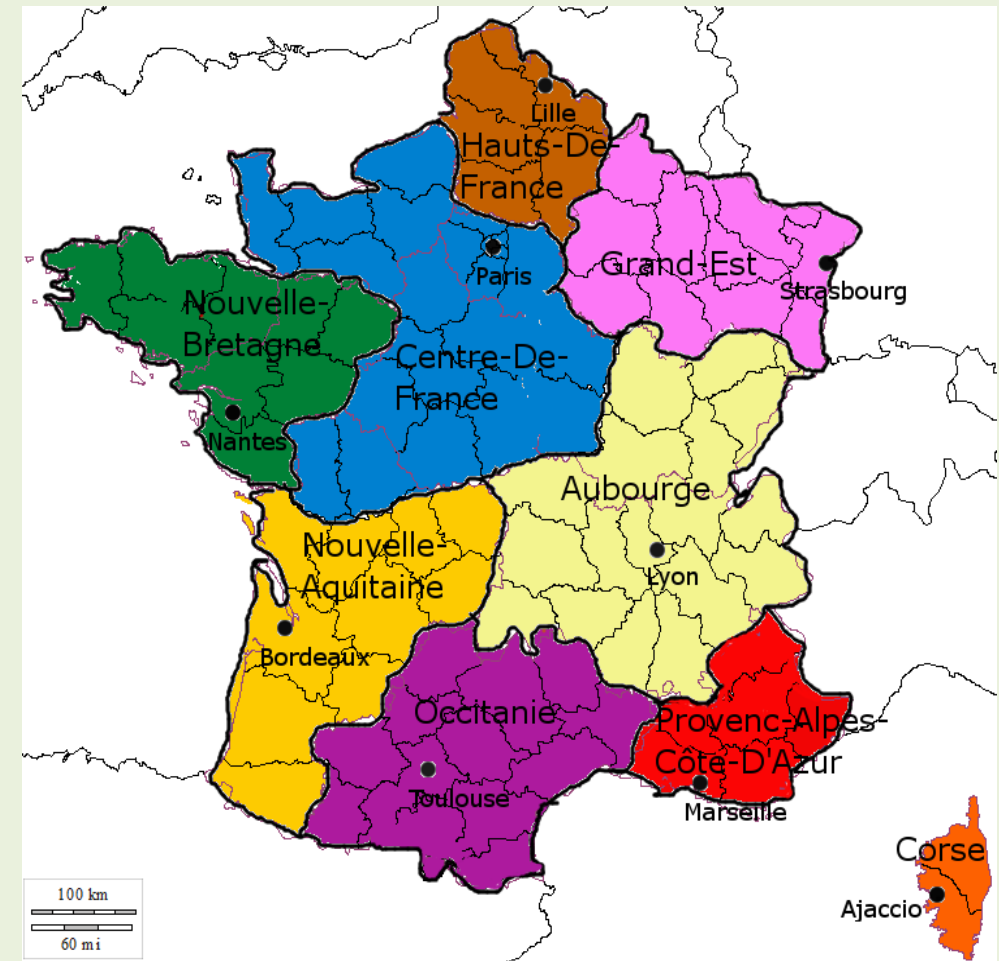 Lille
Hauts-De-
France
Paris
Grand-Est
Strasbourg
Nouvelle-
Bretagne
Centre-De-
France
Nantes
Aubourge
Nouvelle-
Aquitaine
Lyon
Bordeaux
Occitanie
Provenc-Alpes-
Côte-D'Azur
Toulouse
Marseille
Corse
Ajaccio
100 km
60 mi